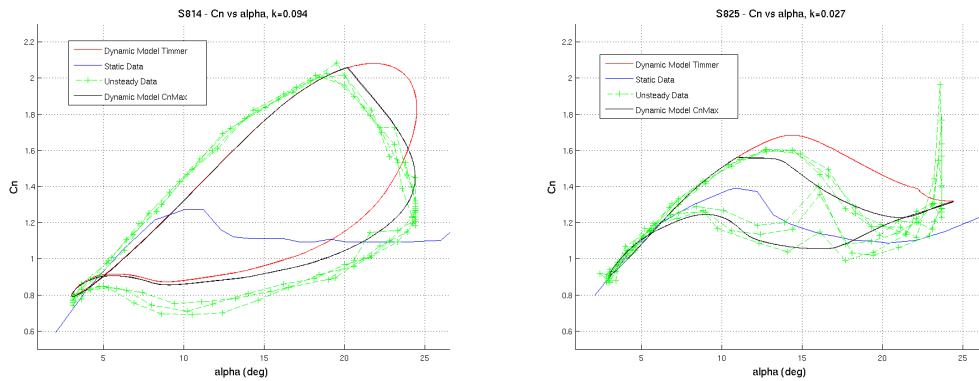 S814 - Cn vs alpha, k=0.094
2.2
2
1.8
1.6
1.4
1.2
1
0.8
0.6
Cn
Dynamic Model Timmer
Static Data
Unsteady Data
Dynamic Model CnMax
5
10
15
20
25
alpha (deg)
S825 - Cn vs alpha, k=0.027
2.2
2
1.8
1.6
1.4
1.2
1
0.8
0.6
Cn
Dynamic Model Timmer
Static Data
Unsteady Data
Dynamic Model CnMax
5
10
15
20
25
alpha (deg)